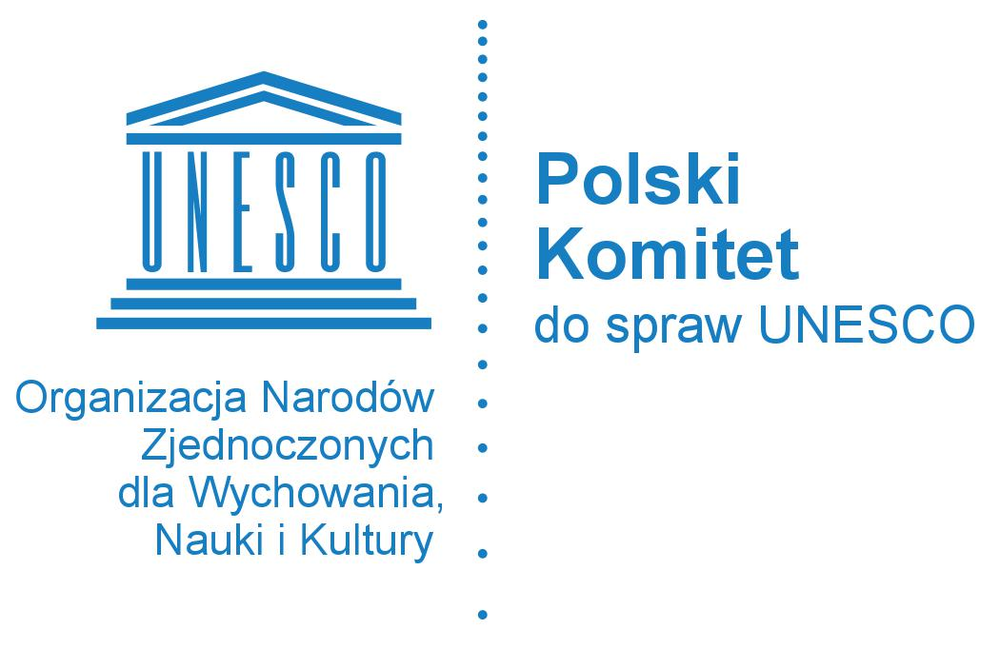 UNESCO
Organizacja Narodów
Zjednoczonych
dla Wychowania,
Nauki i Kultury
Polski
Komitet
do spraw UNESCO